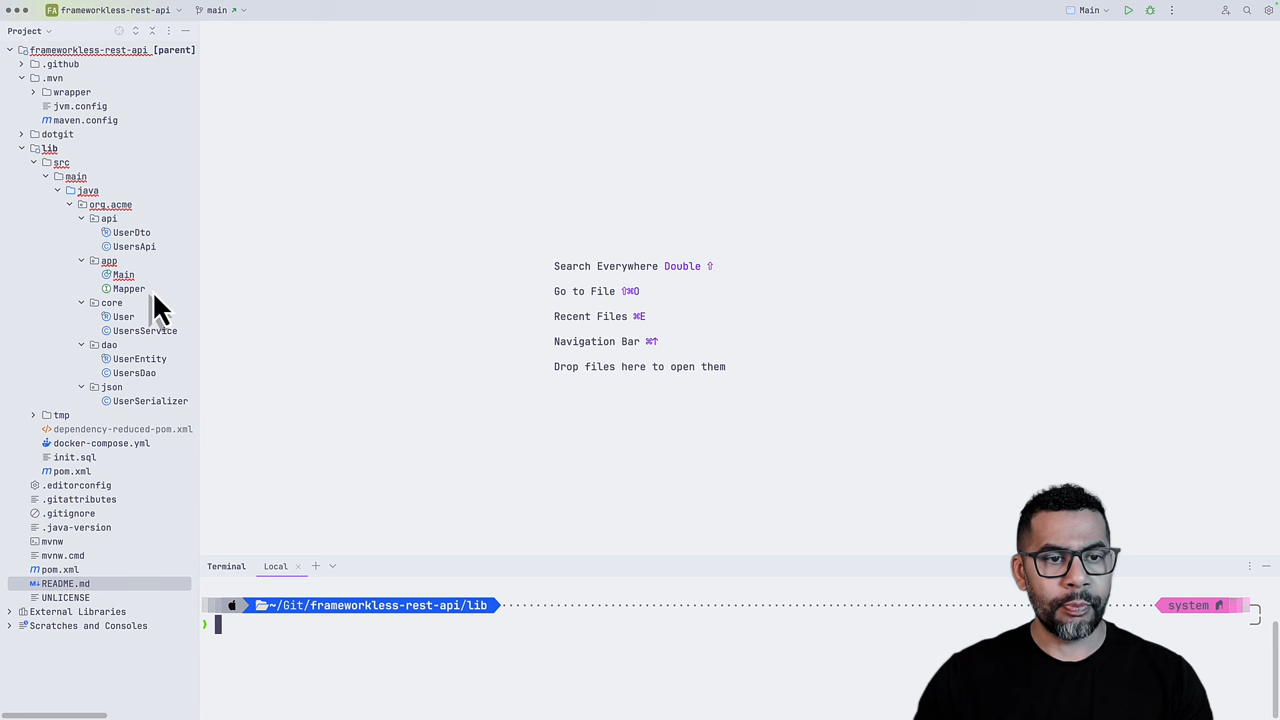 FA frameworkless-rest-api main Main
Project
frameworkless-rest-api [parent]
.github
.mvn
wrapper
jvm.config
maven.config
dotgit
lib
src
main
java
org.acme
api
UserDto
UsersApi
app
Main
Mapper
core
User
UsersService
dao
UserEntity
UsersDao
json
UserSerializer
tmp
dependency-reduced-pom.xml
docker-compose.yml
init.sql
pom.xml
.editorconfig
.gitattributes
.gitignore
.java-version
mvnw
mvnw.cmd
pom.xml
README.md
UNLICENSE
External Libraries
Scratches and Consoles
Search Everywhere Double ⇧
Go to File ⇧⌘O
Recent Files ⌘E
Navigation Bar ⌘↑
Drop files here to open them
Terminal Local
~/Git/frameworkless-rest-api/lib system